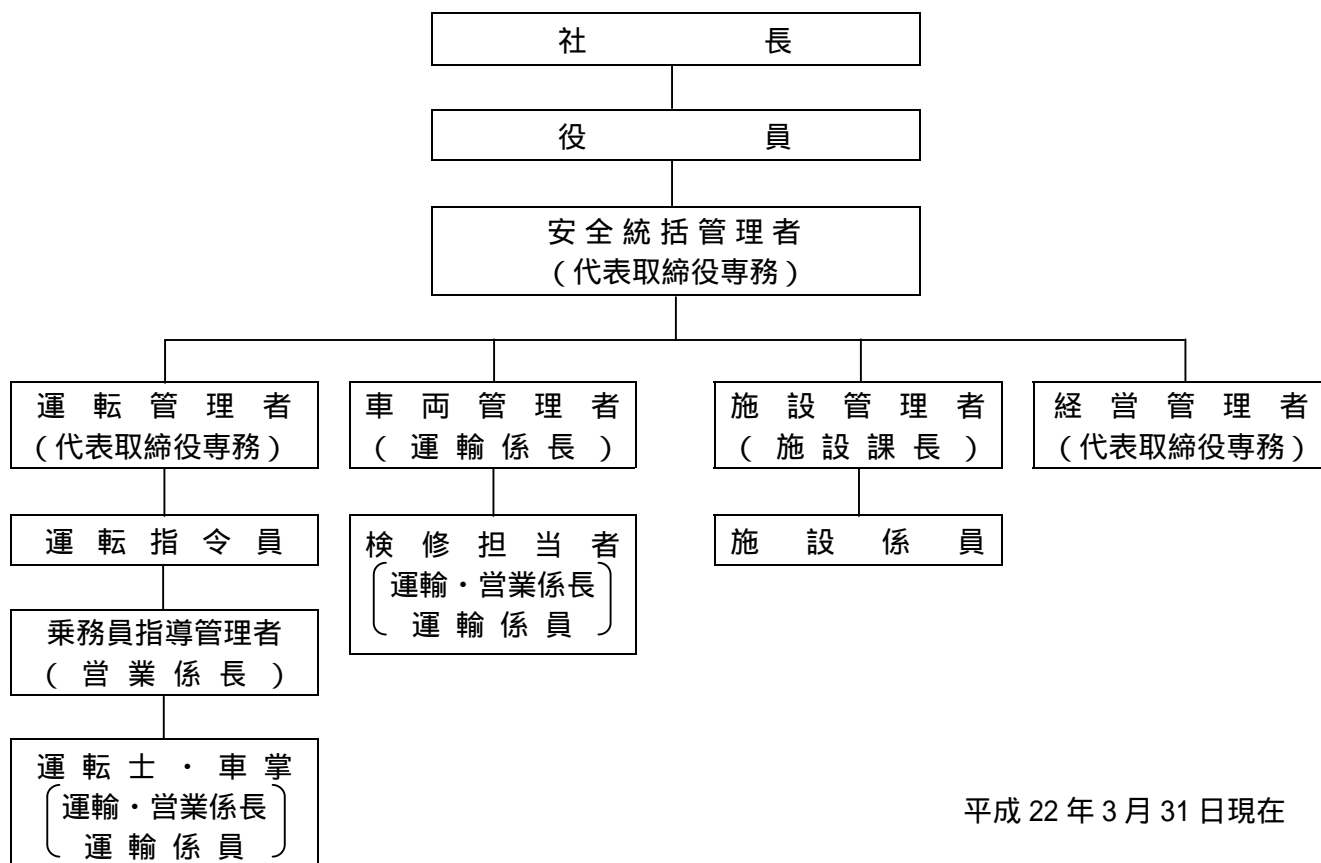 社長
役員
安全統括管理者
（代表取締役専務）
運転管理者
（代表取締役専務）
車両管理者
（運輸係長）
施設管理者
（施設課長）
経営管理者
（代表取締役専務）
運転指令員
検修担当者
運輸・営業係長
運輸係員
施設係員
乗務員指導管理者
（営業係長）
運転士・車掌
運輸・営業係長
運輸係員
平成 22 年 3 月 31 日現在